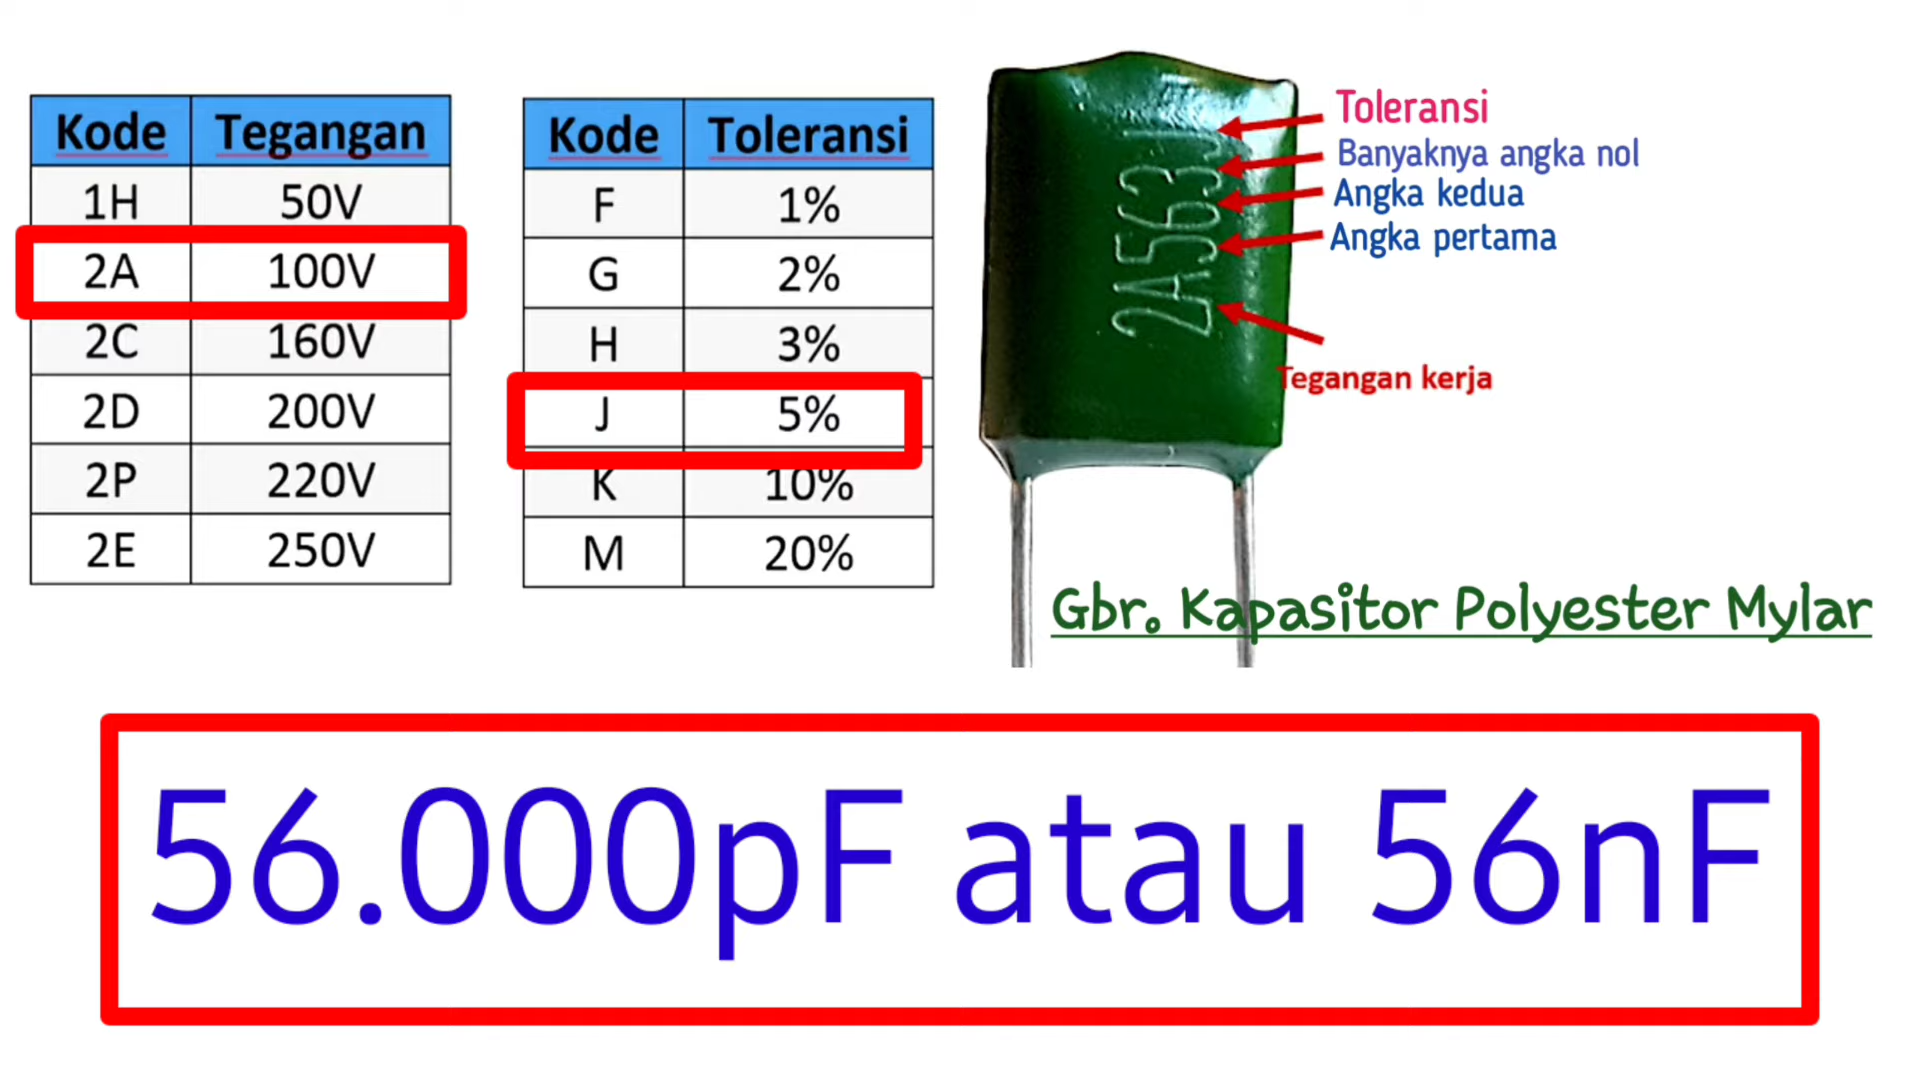 Kode Tegangan
1H 50V
2A 100V
2C 160V
2D 200V
2P 220V
2E 250V
Kode Toleransi
F 1%
G 2%
H 3%
J 5%
K 10%
M 20%
2A563J
Toleransi
Banyaknya angka nol
Angka kedua
Angka pertama
Tegangan kerja
Gbr. Kapasitor Polyester Mylar
56.000pF atau 56nF